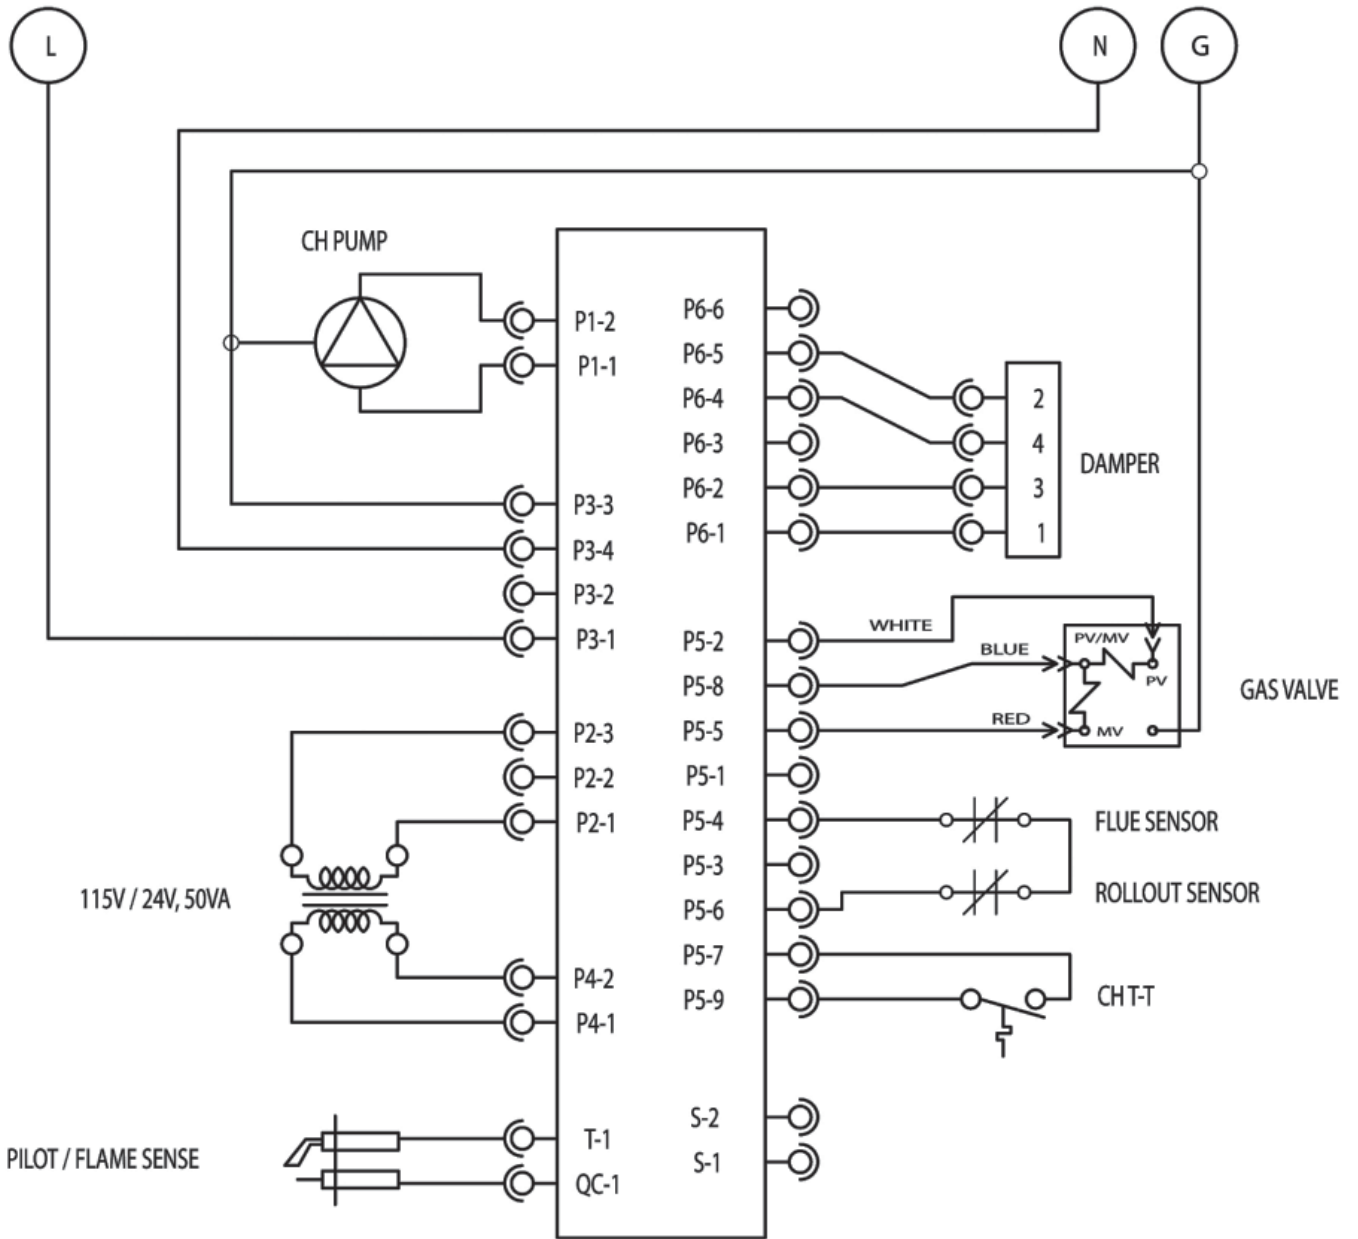 L
N
G
CH PUMP
P1-2
P1-1
P3-3
P3-4
P3-2
P3-1
P2-3
P2-2
P2-1
115V / 24V, 50VA
P4-2
P4-1
PILOT / FLAME SENSE
T-1
QC-1
P6-6
P6-5
P6-4
P6-3
P6-2
P6-1
2
4
3
1
DAMPER
P5-2
P5-8
P5-5
P5-1
P5-4
P5-3
P5-6
P5-7
P5-9
S-2
S-1
WHITE
BLUE
RED
PV/MV
PV
MV
GAS VALVE
FLUE SENSOR
ROLLOUT SENSOR
CH T-T